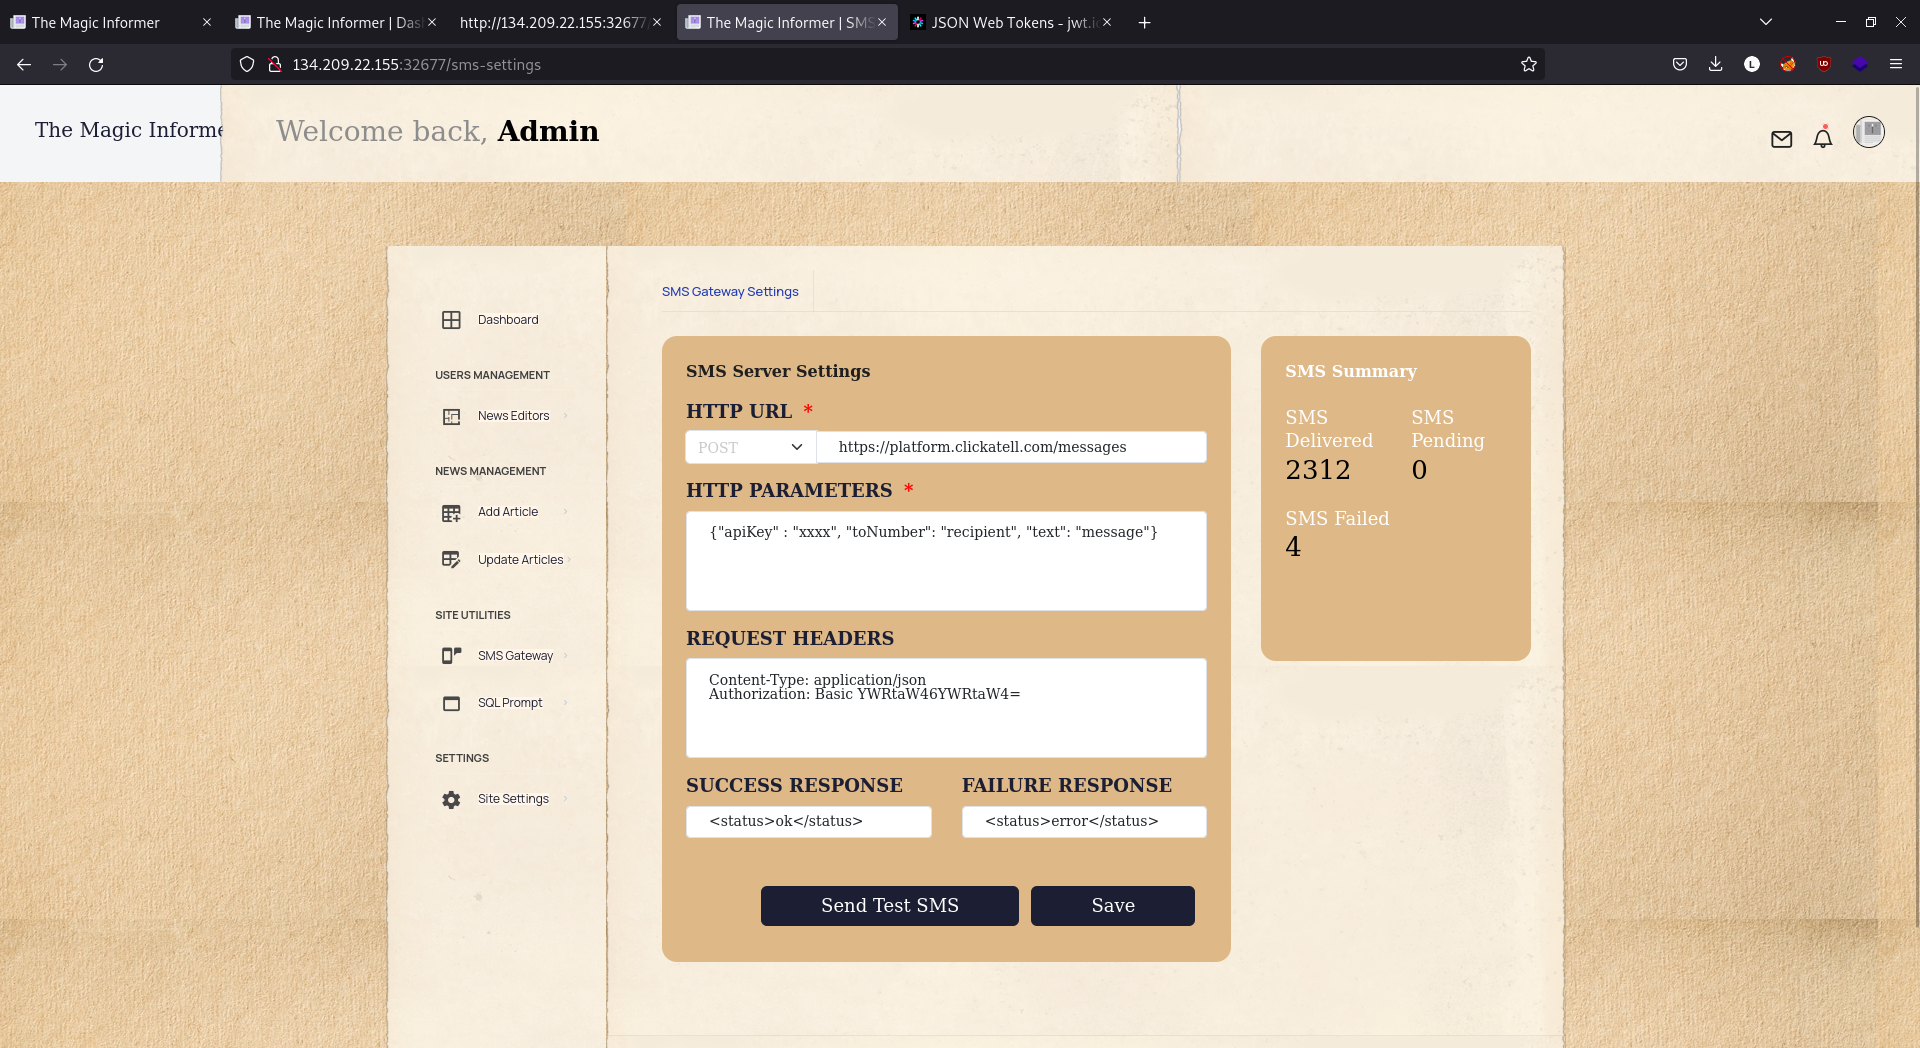 The Magic Informer
The Magic Informer | Das
http://134.209.22.155:32677/
The Magic Informer | SMS
JSON Web Tokens - jwt.io
134.209.22.155:32677/sms-settings
The Magic Informe
Welcome back, Admin
SMS Gateway Settings
Dashboard
USERS MANAGEMENT
News Editors
NEWS MANAGEMENT
Add Article
Update Articles
SITE UTILITIES
SMS Gateway
SQL Prompt
SETTINGS
Site Settings
SMS Server Settings
HTTP URL *
POST
https://platform.clickatell.com/messages
HTTP PARAMETERS *
{"apiKey" : "xxxx", "toNumber": "recipient", "text": "message"}
REQUEST HEADERS
Content-Type: application/json
Authorization: Basic YWRtaW46YWRtaW4=
SUCCESS RESPONSE
FAILURE RESPONSE
<status>ok</status>
<status>error</status>
Send Test SMS
Save
SMS Summary
SMS Delivered
2312
SMS Pending
0
SMS Failed
4